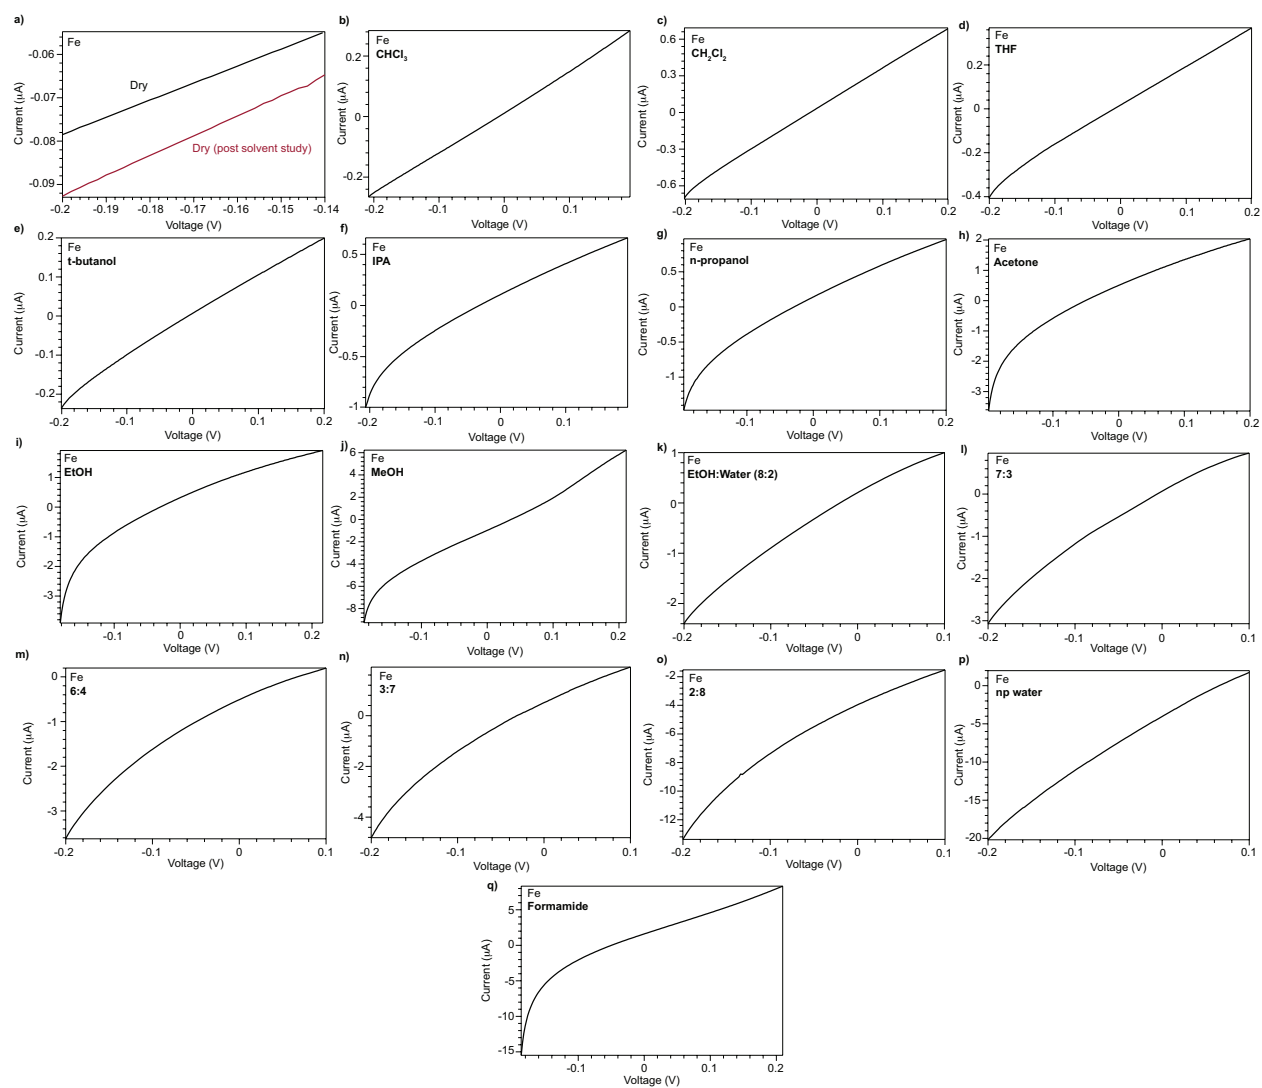 a)
Fe
Dry
Dry (post solvent study)
Current (μA)
-0.06
-0.07
-0.08
-0.09
-0.2
-0.19
-0.18
-0.17
-0.16
-0.15
-0.14
Voltage (V)
b)
Fe
CHCl₃
Current (μA)
0.2
0
-0.2
-0.2
-0.1
0
0.1
Voltage (V)
c)
Fe
CH₂Cl₂
Current (μA)
0.6
0.3
0
-0.3
-0.6
-0.2
-0.1
0
0.1
0.2
Voltage (V)
d)
Fe
THF
Current (μA)
0.2
0
-0.2
-0.4
-0.2
-0.1
0
0.1
0.2
Voltage (V)
e)
Fe
t-butanol
Current (μA)
0.2
0.1
0
-0.1
-0.2
-0.2
-0.1
0
0.1
0.2
Voltage (V)
f)
Fe
IPA
Current (μA)
0.5
0
-0.5
-1
-0.2
-0.1
0
0.1
Voltage (V)
g)
Fe
n-propanol
Current (μA)
0.5
0
-0.5
-1
-0.1
0
0.1
0.2
Voltage (V)
h)
Fe
Acetone
Current (μA)
2
1
0
-1
-2
-3
-0.1
0
0.1
0.2
Voltage (V)
i)
Fe
EtOH
Current (μA)
1
0
-1
-2
-3
-0.1
0
0.1
0.2
Voltage (V)
j)
Fe
MeOH
Current (μA)
6
4
2
0
-2
-4
-6
-8
-0.1
0
0.1
0.2
Voltage (V)
k)
Fe
EtOH:Water (8:2)
Current (μA)
1
0
-1
-2
-0.2
-0.1
0
0.1
Voltage (V)
l)
Fe
7:3
Current (μA)
0
-1
-2
-3
-0.2
-0.1
0
0.1
Voltage (V)
m)
Fe
6:4
Current (μA)
0
-1
-2
-3
-0.2
-0.1
0
0.1
Voltage (V)
n)
Fe
3:7
Current (μA)
0
-2
-4
-0.2
-0.1
0
0.1
Voltage (V)
o)
Fe
2:8
Current (μA)
-2
-4
-6
-8
-10
-12
-0.2
-0.1
0
0.1
Voltage (V)
p)
Fe
np water
Current (μA)
0
-5
-10
-15
-20
-0.2
-0.1
0
0.1
Voltage (V)
q)
Fe
Formamide
Current (μA)
5
0
-5
-10
-15
-0.1
0
0.1
0.2
Voltage (V)